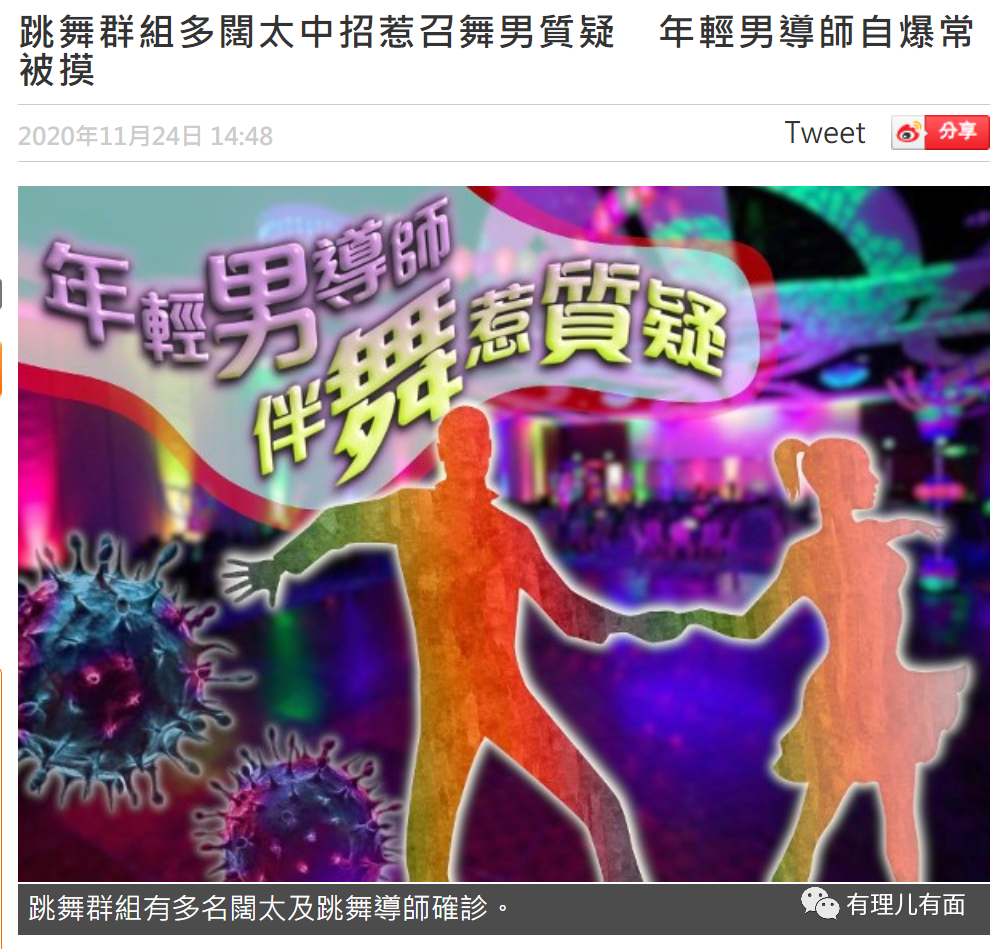 跳舞群組多闊太中招惹召舞男質疑　年輕男導師自爆常
被摸
2020年11月24日 14:48
Tweet
分享
年輕男導師
伴舞惹質疑
跳舞群組有多名闊太及跳舞導師確診。
有理儿有面